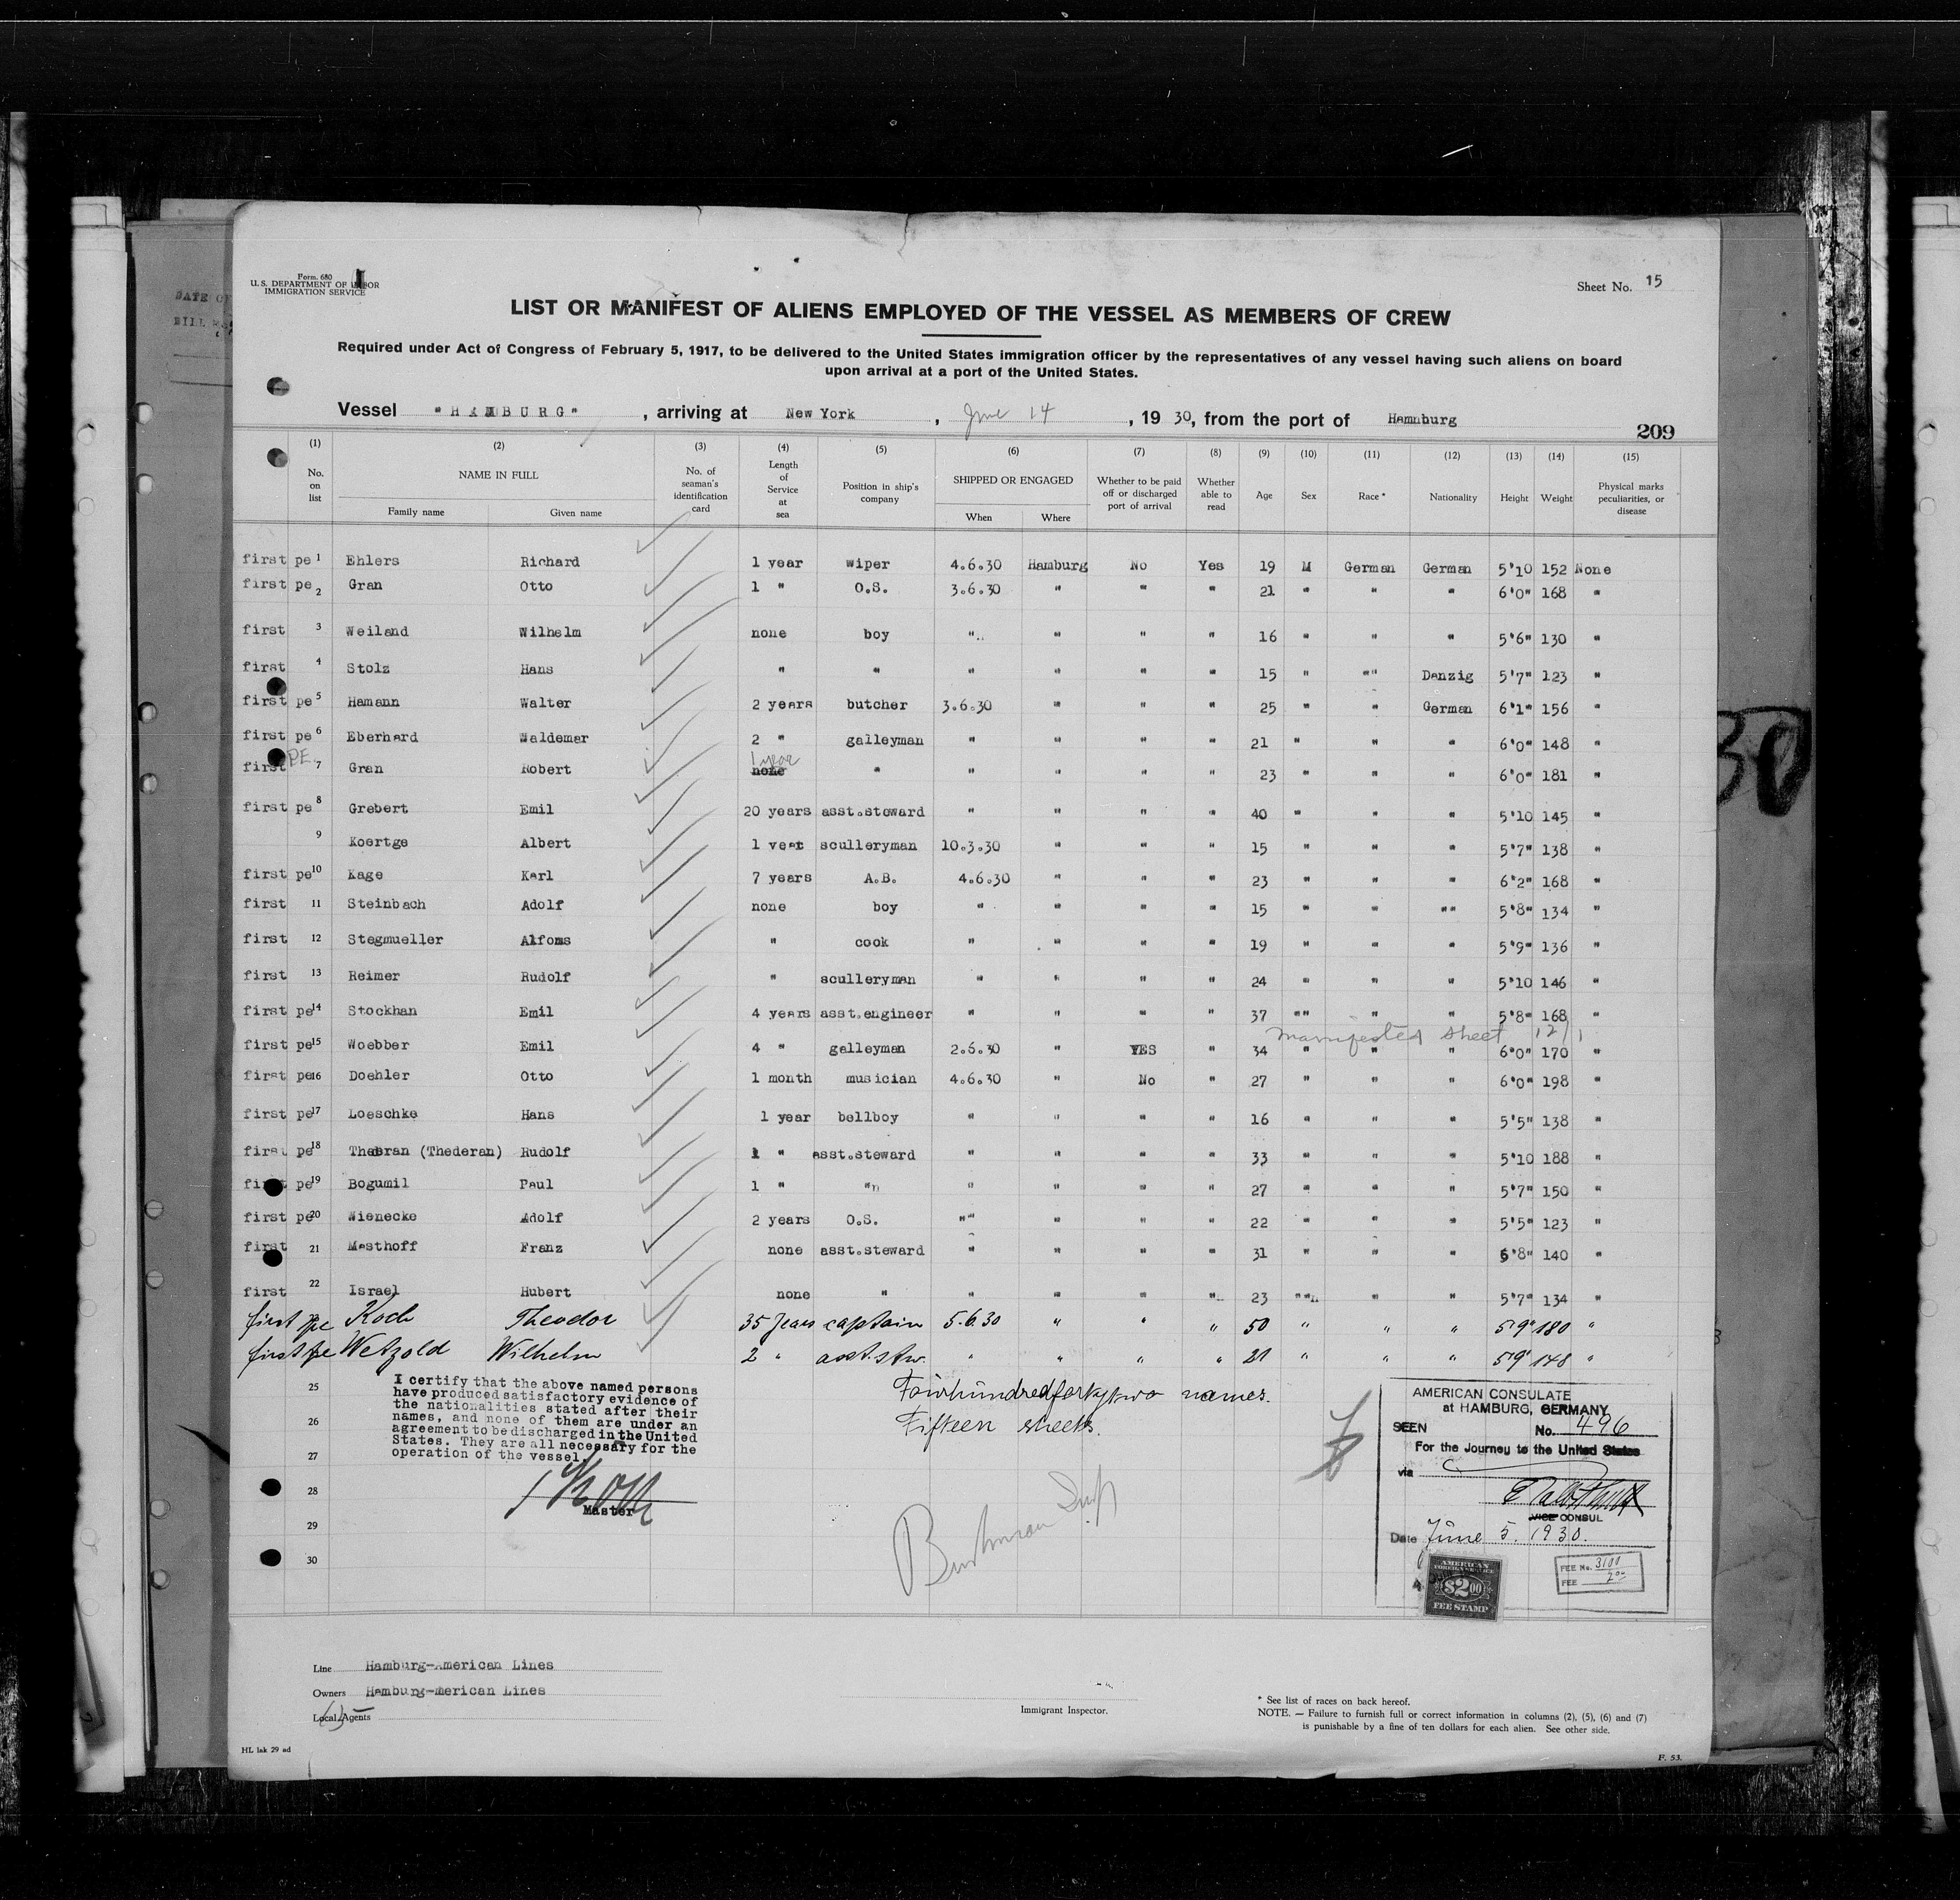 Form. 680
U. S. DEPARTMENT OF LABOR
IMMIGRATION SERVICE
Sheet No. 15
LIST OR MANIFEST OF ALIENS EMPLOYED OF THE VESSEL AS MEMBERS OF CREW
Required under Act of Congress of February 5, 1917, to be delivered to the United States immigration officer by the representatives of any vessel having such aliens on board
upon arrival at a port of the United States.
Vessel "HAMBURG" , arriving at New York , June 14 , 19 30, from the port of Hamnburg
209
(1) (2) (3) (4) (5) (6) (7) (8) (9) (10) (11) (12) (13) (14) (15)
No. on list NAME IN FULL Family name Given name No. of seaman's identification card Length of Service at sea Position in ship's company SHIPPED OR ENGAGED When Where Whether to be paid off or discharged port of arrival Whether able to read Age Sex Race * Nationality Height Weight Physical marks peculiarities, or disease
first pe 1 Ehlers Richard 1 year wiper 4.6.30 Hamburg No Yes 19 M German German 5'10 152 None
first pe 2 Gran Otto 1 " O.S. 3.6.30 " " " 21 " " " 6'0" 168 "
first 3 Weiland Wilhelm none boy " " " " 16 " " " 5'6" 130 "
first 4 Stolz Hans " " " " " " 15 " "" Danzig 5'7" 123 "
first pe 5 Hamann Walter 2 years butcher 3.6.30 " " " 25 " " German 6'1" 156 "
first pe 6 Eberhard Waldemar 2 " galleyman " " " " 21 " " " 6'0" 148 "
first PE 7 Gran Robert none 1 year " " " " " 23 " " " 6'0" 181 "
first pe 8 Grebert Emil 20 years asst.steward " " " " 40 " " " 5'10 145 "
9 Koertge Albert 1 veat sculleryman 10.3.30 " " " 15 " " " 5'7" 138 "
first pe 10 Kage Karl 7 years A.B. 4.6.30 " " " 23 " " " 6'2" 168 "
first 11 Steinbach Adolf none boy " " " " 15 " " "" 5'8" 134 "
first 12 Stegmueller Alfons " cook " " " " 19 " " " 5'9" 136 "
first 13 Reimer Rudolf " sculleryman " " " " 24 " " " 5'10 146 "
first pe 14 Stockhan Emil 4 years asst.engineer " " " " 37 "" " " 5'8" 168 "
manifested sheet 12/1
first pe 15 Woebber Emil 4 " galleyman 2.6.30 " YES " 34 " " " 6'0" 170 "
first pe 16 Doehler Otto 1 month musician 4.6.30 " No " 27 " " " 6'0" 198 "
first pe 17 Loeschke Hans 1 year bellboy " " " " 16 " " " 5'5" 138 "
first pe 18 Theeran (Thederan) Rudolf 1 " asst.steward " " " " 33 " " " 5'10 188 "
first pe 19 Bogumil Paul 1 " " " " " " 27 " " " 5'7" 150 "
first pe 20 Wienecke Adolf 2 years O.S. "" " " " 22 " " " 5'5" 123 "
first 21 Masthoff Franz none asst.steward " " " " 31 " " " 5'8" 140 "
first 22 Israel Hubert none " " " " " 23 "" " " 5'7" 134 "
first pe Koch Theodor 35 years captain 5.6.30 " " " 50 " " " 5'9" 180 "
first pe Wetzold Wilhelm 2 " asst.stw. " " " " 21 " " " 5'9" 148 "
25
26
27
28
29
30
I certify that the above named persons
have produced satisfactory evidence of
the nationalities stated after their
names, and none of them are under an
agreement to be discharged in the United
States. They are all necessary for the
operation of the vessel.
Master
Fourhundredfortytwo names.
Fifteen sheets.
AMERICAN CONSULATE
at HAMBURG, GERMANY
SEEN No. 496
For the Journey to the United States
via
VICE CONSUL
Date June 5. 1930.
AMERICAN
FOREIGN SERVICE
$2.00
FEE STAMP
FEE No. 3100
FEE 2.00
Line Hamburg-American Lines
Owners Hamburg-merican Lines
Local Agents
Immigrant Inspector.
* See list of races on back hereof.
NOTE. — Failure to furnish full or correct information in columns (2), (5), (6) and (7)
is punishable by a fine of ten dollars for each alien. See other side.
HL lak 29 ad
F. 53.
30